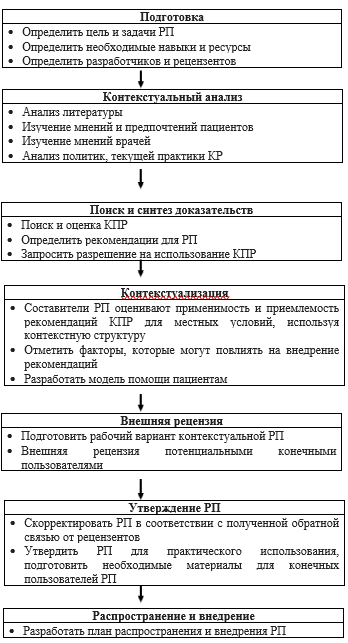 Подготовка
• Определить цель и задачи РП
• Определить необходимые навыки и ресурсы
• Определить разработчиков и рецензентов
Контекстуальный анализ
• Анализ литературы
• Изучение мнений и предпочтений пациентов
• Изучение мнений врачей
• Анализ политик, текущей практики КР
Поиск и синтез доказательств
• Поиск и оценка КПР
• Определить рекомендации для РП
• Запросить разрешение на использование КПР
Контекстуализация
• Составители РП оценивают применимость и приемлемость
рекомендаций КПР для местных условий, используя
контекстную структуру
• Отметить факторы, которые могут повлиять на внедрение
рекомендаций
• Разработать модель помощи пациентам
Внешняя рецензия
• Подготовить рабочий вариант контекстуальной РП
• Внешняя рецензия потенциальными конечными
пользователями
Утверждение РП
• Скорректировать РП в соответствии с полученной обратной
связью от рецензентов
• Утвердить РП для практического использования,
подготовить необходимые материалы для конечных
пользователей РП
Распространение и внедрение
• Разработать план распространения и внедрения РП